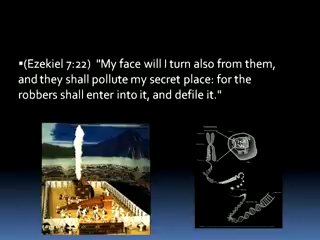 ▪(Ezekiel 7:22)  "My face will I turn also from them,
and they shall pollute my secret place: for the
robbers shall enter into it, and defile it."